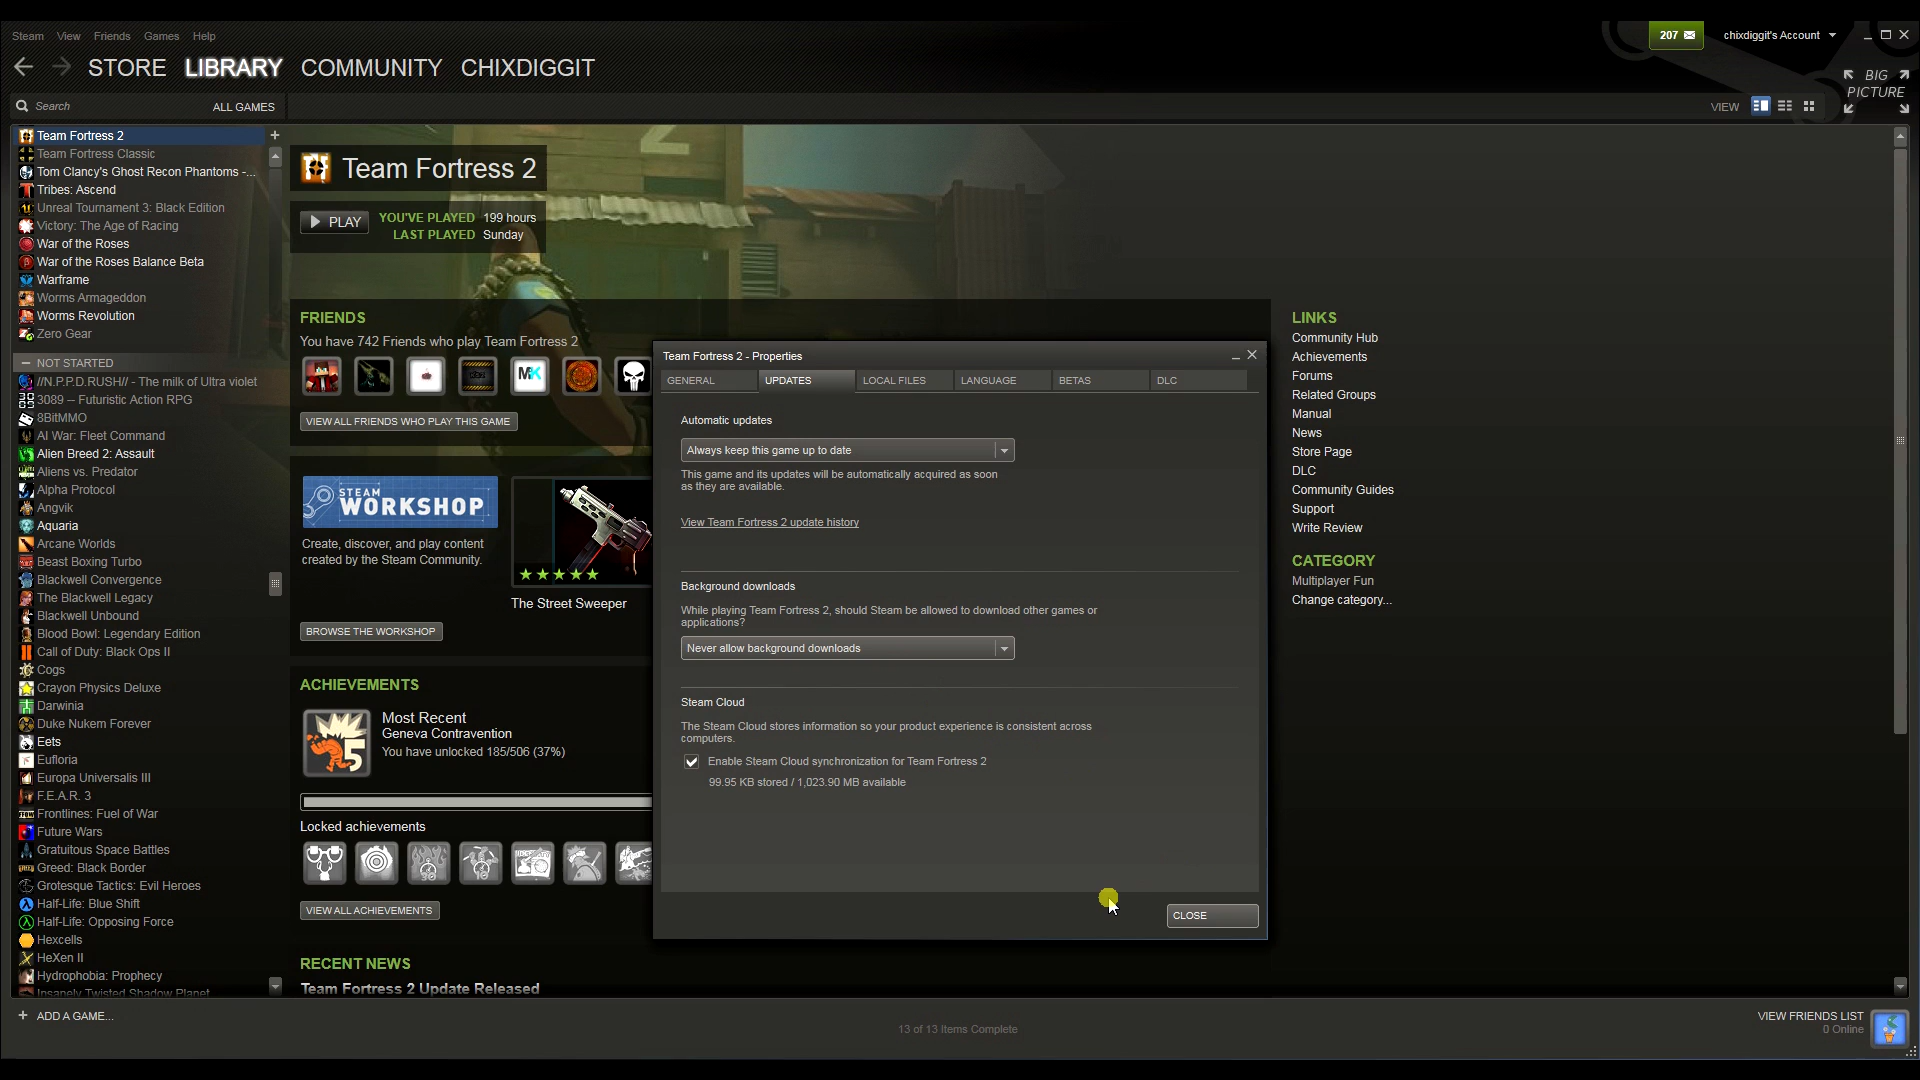 Steam View Friends Games Help
207
chixdiggit's Account
STORE LIBRARY COMMUNITY CHIXDIGGIT
BIG
PICTURE
Search
ALL GAMES
VIEW
Team Fortress 2
Team Fortress Classic
Tom Clancy's Ghost Recon Phantoms -...
Tribes: Ascend
Unreal Tournament 3: Black Edition
Victory: The Age of Racing
War of the Roses
War of the Roses Balance Beta
Warframe
Worms Armageddon
Worms Revolution
Zero Gear
NOT STARTED
//N.P.P.D.RUSH// - The milk of Ultra violet
3089 -- Futuristic Action RPG
8BitMMO
AI War: Fleet Command
Alien Breed 2: Assault
Aliens vs. Predator
Alpha Protocol
Angvik
Aquaria
Arcane Worlds
Beast Boxing Turbo
Blackwell Convergence
The Blackwell Legacy
Blackwell Unbound
Blood Bowl: Legendary Edition
Call of Duty: Black Ops II
Cogs
Crayon Physics Deluxe
Darwinia
Duke Nukem Forever
Eets
Eufloria
Europa Universalis III
F.E.A.R. 3
Frontlines: Fuel of War
Future Wars
Gratuitous Space Battles
Greed: Black Border
Grotesque Tactics: Evil Heroes
Half-Life: Blue Shift
Half-Life: Opposing Force
Hexcells
HeXen II
Hydrophobia: Prophecy
Insanely Twisted Shadow Planet
ADD A GAME...
Team Fortress 2
PLAY
YOU'VE PLAYED 199 hours
LAST PLAYED Sunday
FRIENDS
You have 742 Friends who play Team Fortress 2
VIEW ALL FRIENDS WHO PLAY THIS GAME
STEAM
WORKSHOP
Create, discover, and play content
created by the Steam Community.
The Street Sweeper
BROWSE THE WORKSHOP
ACHIEVEMENTS
Most Recent
Geneva Contravention
You have unlocked 185/506 (37%)
5
Locked achievements
VIEW ALL ACHIEVEMENTS
RECENT NEWS
Team Fortress 2 Update Released
Team Fortress 2 - Properties
GENERAL UPDATES LOCAL FILES LANGUAGE BETAS DLC
Automatic updates
Always keep this game up to date
This game and its updates will be automatically acquired as soon
as they are available.
View Team Fortress 2 update history
Background downloads
While playing Team Fortress 2, should Steam be allowed to download other games or
applications?
Never allow background downloads
Steam Cloud
The Steam Cloud stores information so your product experience is consistent across
computers.
Enable Steam Cloud synchronization for Team Fortress 2
99.95 KB stored / 1,023.90 MB available
CLOSE
LINKS
Community Hub
Achievements
Forums
Related Groups
Manual
News
Store Page
DLC
Community Guides
Support
Write Review
CATEGORY
Multiplayer Fun
Change category...
13 of 13 Items Complete
VIEW FRIENDS LIST
0 Online